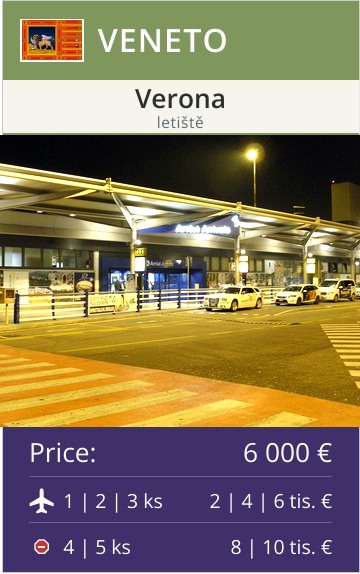 VENETO
Verona
letiště
Price: 6 000 €
1 | 2 | 3 ks 2 | 4 | 6 tis. €
4 | 5 ks 8 | 10 tis. €